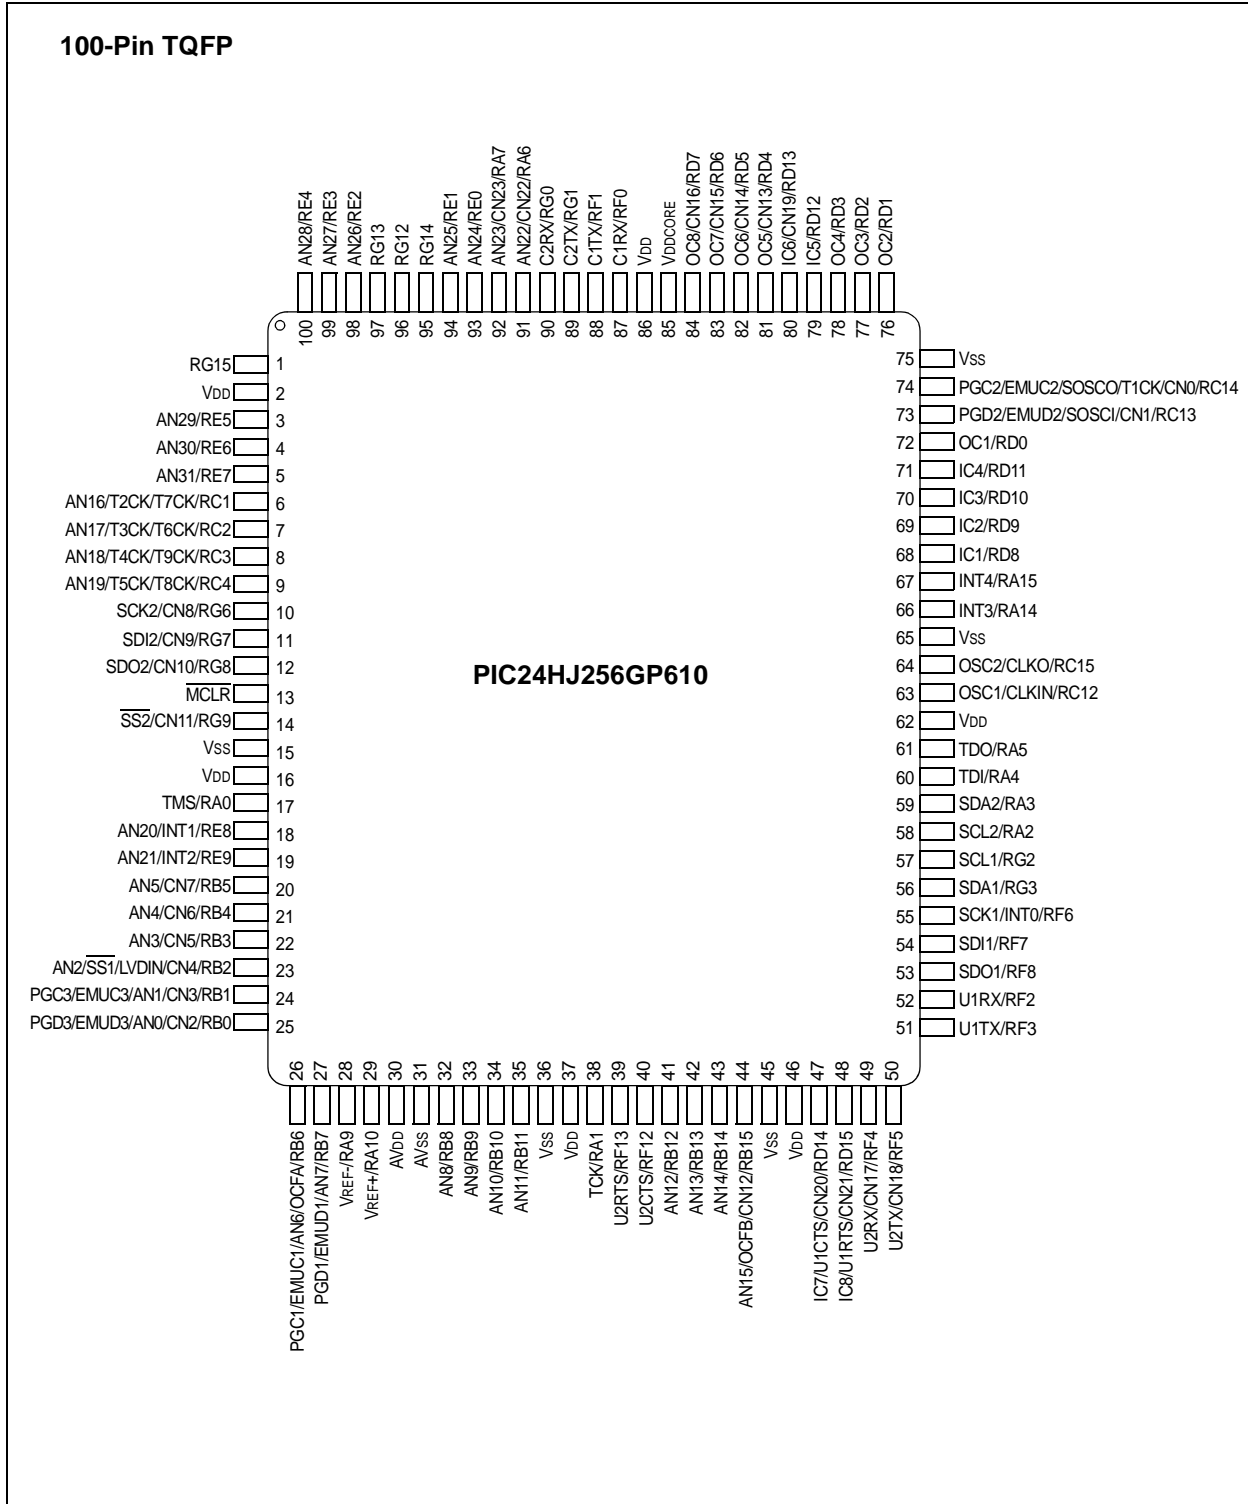 100-Pin TQFP
AN28/RE4
AN27/RE3
AN26/RE2
RG13
RG12
RG14
AN25/RE1
AN24/RE0
AN23/CN23/RA7
AN22/CN22/RA6
C2RX/RG0
C2TX/RG1
C1TX/RF1
C1RX/RF0
VDD
VDDCORE
OC8/CN16/RD7
OC7/CN15/RD6
OC6/CN14/RD5
OC5/CN13/RD4
IC6/CN19/RD13
IC5/RD12
OC4/RD3
OC3/RD2
OC2/RD1
100
99
98
97
96
95
94
93
92
91
90
89
88
87
86
85
84
83
82
81
80
79
78
77
76
RG15 1
VDD 2
AN29/RE5 3
AN30/RE6 4
AN31/RE7 5
AN16/T2CK/T7CK/RC1 6
AN17/T3CK/T6CK/RC2 7
AN18/T4CK/T9CK/RC3 8
AN19/T5CK/T8CK/RC4 9
SCK2/CN8/RG6 10
SDI2/CN9/RG7 11
SDO2/CN10/RG8 12
MCLR 13
SS2/CN11/RG9 14
VSS 15
VDD 16
TMS/RA0 17
AN20/INT1/RE8 18
AN21/INT2/RE9 19
AN5/CN7/RB5 20
AN4/CN6/RB4 21
AN3/CN5/RB3 22
AN2/SS1/LVDIN/CN4/RB2 23
PGC3/EMUC3/AN1/CN3/RB1 24
PGD3/EMUD3/AN0/CN2/RB0 25
PIC24HJ256GP610
75 VSS
74 PGC2/EMUC2/SOSCO/T1CK/CN0/RC14
73 PGD2/EMUD2/SOSCI/CN1/RC13
72 OC1/RD0
71 IC4/RD11
70 IC3/RD10
69 IC2/RD9
68 IC1/RD8
67 INT4/RA15
66 INT3/RA14
65 VSS
64 OSC2/CLKO/RC15
63 OSC1/CLKIN/RC12
62 VDD
61 TDO/RA5
60 TDI/RA4
59 SDA2/RA3
58 SCL2/RA2
57 SCL1/RG2
56 SDA1/RG3
55 SCK1/INT0/RF6
54 SDI1/RF7
53 SDO1/RF8
52 U1RX/RF2
51 U1TX/RF3
26
27
28
29
30
31
32
33
34
35
36
37
38
39
40
41
42
43
44
45
46
47
48
49
50
PGC1/EMUC1/AN6/OCFA/RB6
PGD1/EMUD1/AN7/RB7
VREF-/RA9
VREF+/RA10
AVDD
AVSS
AN8/RB8
AN9/RB9
AN10/RB10
AN11/RB11
VSS
VDD
TCK/RA1
U2RTS/RF13
U2CTS/RF12
AN12/RB12
AN13/RB13
AN14/RB14
AN15/OCFB/CN12/RB15
VSS
VDD
IC7/U1CTS/CN20/RD14
IC8/U1RTS/CN21/RD15
U2RX/CN17/RF4
U2TX/CN18/RF5